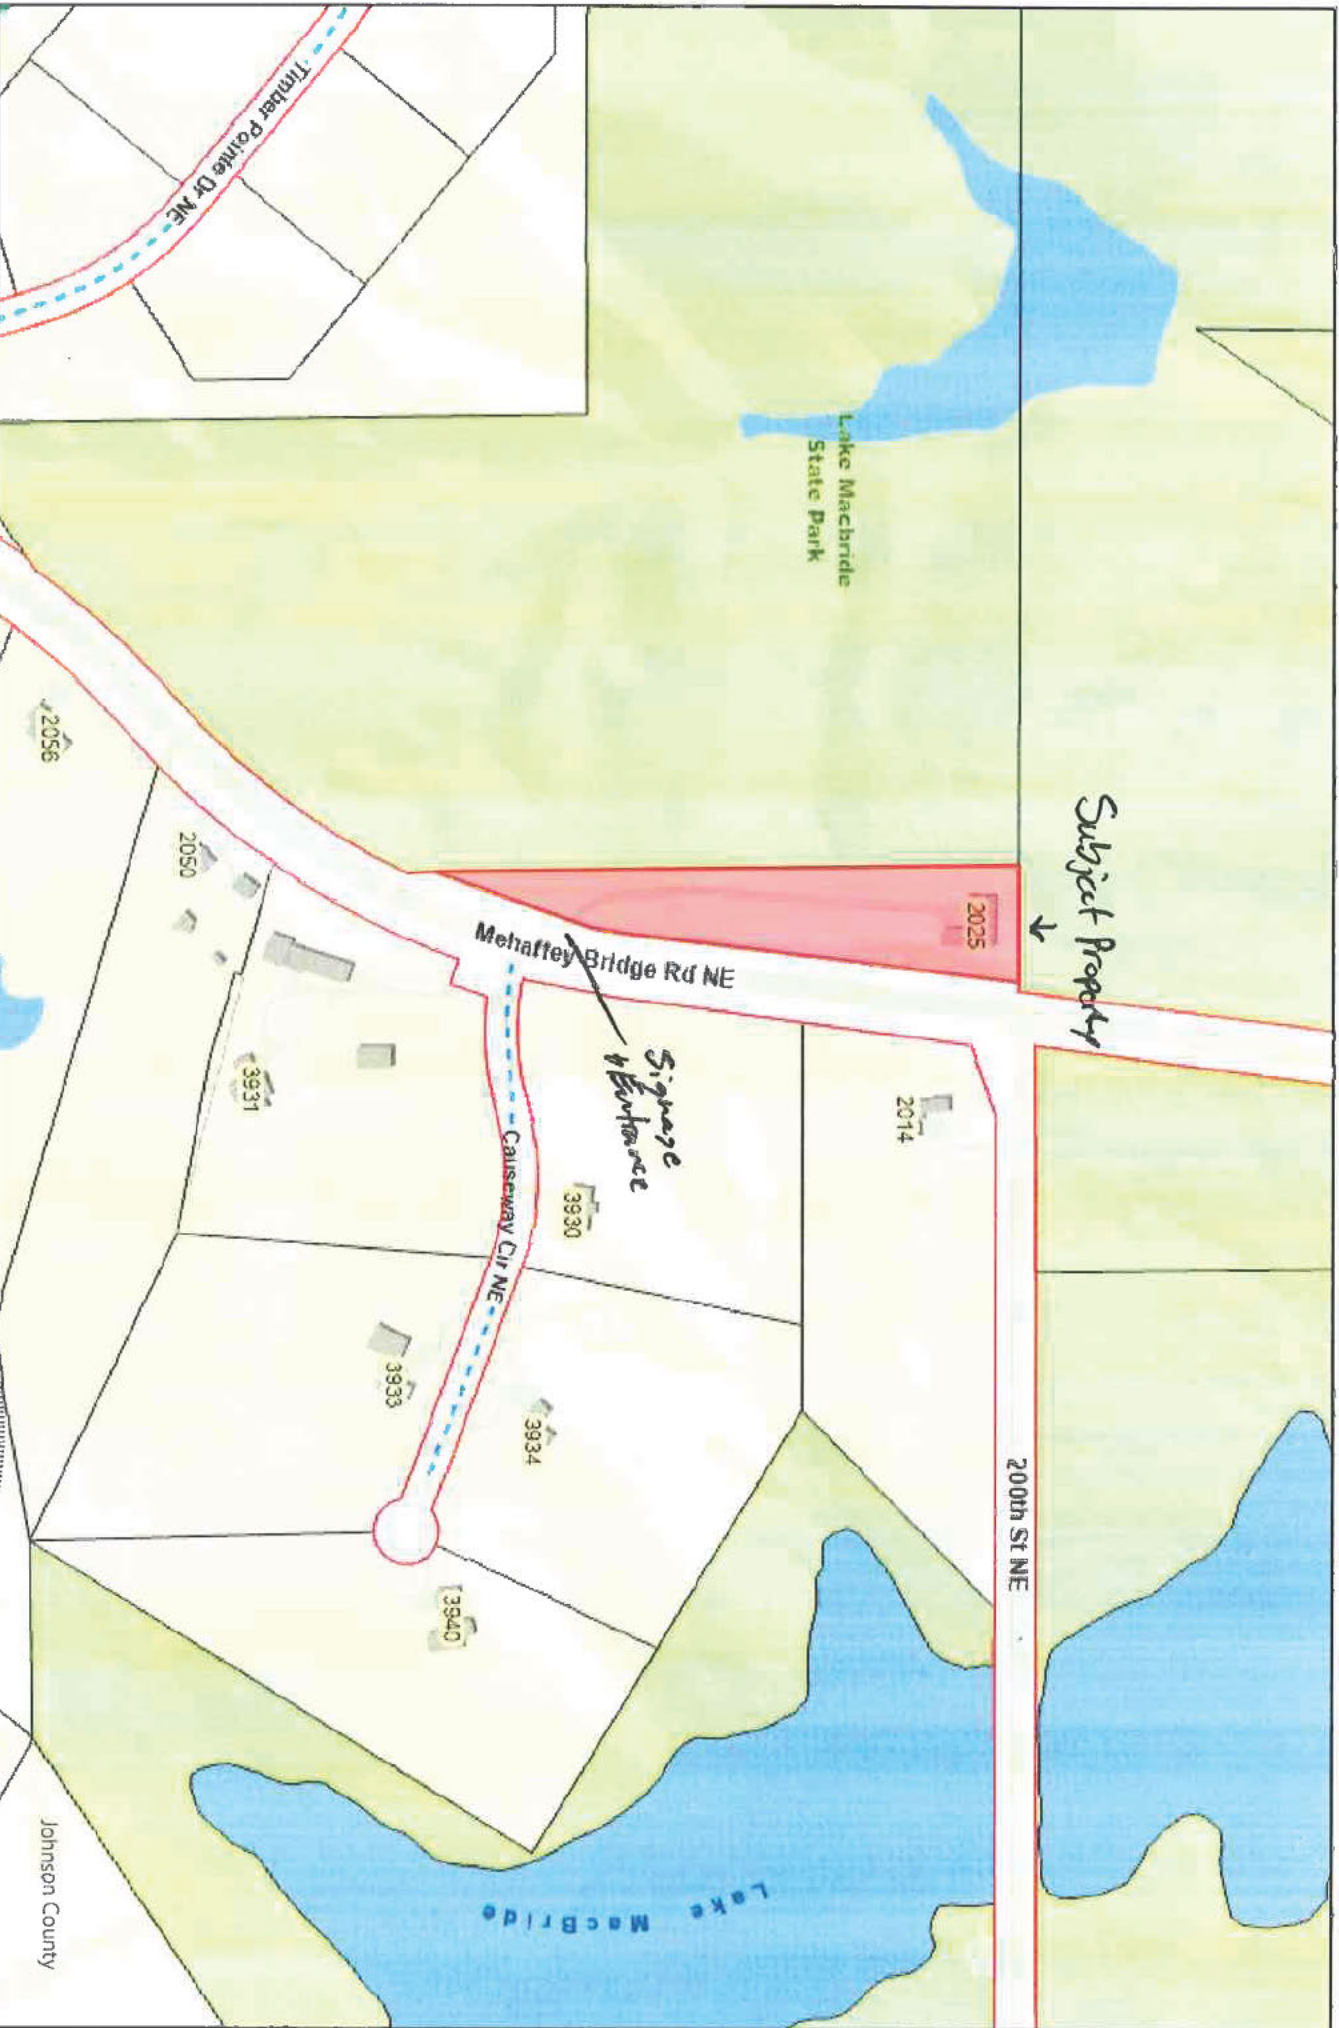 Subject Property
200th St NE
2025
2014
Lake Macbride
State Park
Lake MacBride
Signage
Entrance
Mehaffey Bridge Rd NE
3930
3934
Causeway Cir NE
3940
3933
Timber Pointe Dr NE
3931
2050
2056
Johnson County